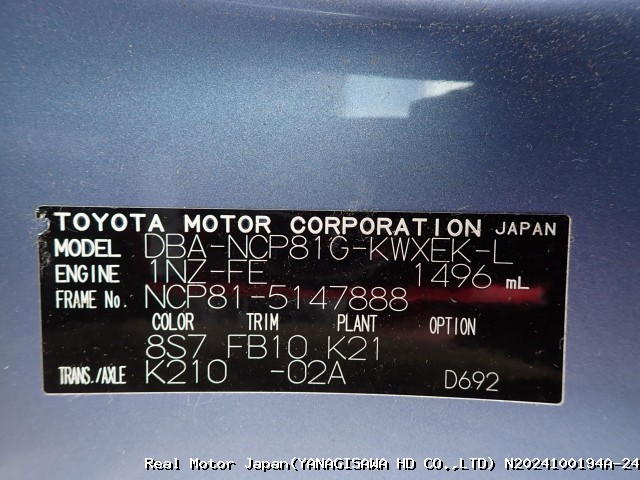 TOYOTA MOTOR CORPORATION JAPAN
MODEL DBA-NCP81G-KWXEK-L
ENGINE 1NZ-FE 1496 mL
FRAME No. NCP81-5147888
COLOR TRIM PLANT OPTION
8S7 FB10 K21
TRANS./AXLE K210 -02A D692
Real Motor Japan(YANAGISAWA HD CO.,LTD) N2024100194A-24